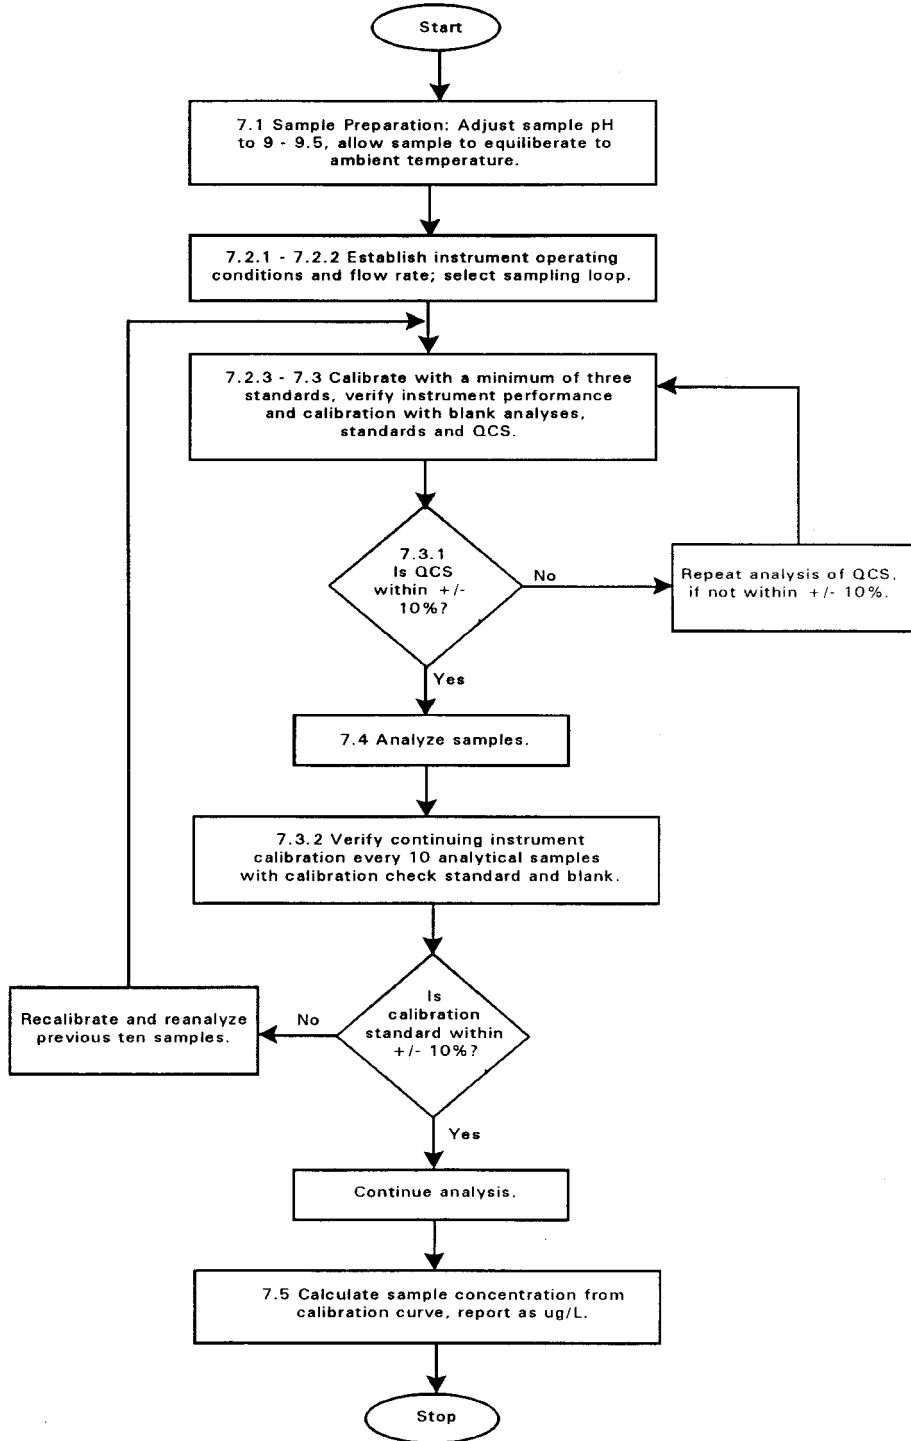 Start
7.1 Sample Preparation: Adjust sample pH
to 9 - 9.5, allow sample to equiliberate to
ambient temperature.
7.2.1 - 7.2.2 Establish instrument operating
conditions and flow rate; select sampling loop.
7.2.3 - 7.3 Calibrate with a minimum of three
standards, verify instrument performance
and calibration with blank analyses,
standards and QCS.
7.3.1
Is QCS
within +/-
10%?
No
Repeat analysis of QCS,
if not within +/- 10%.
Yes
7.4 Analyze samples.
7.3.2 Verify continuing instrument
calibration every 10 analytical samples
with calibration check standard and blank.
Is
calibration
standard within
+/- 10%?
No
Recalibrate and reanalyze
previous ten samples.
Yes
Continue analysis.
7.5 Calculate sample concentration from
calibration curve, report as ug/L.
Stop